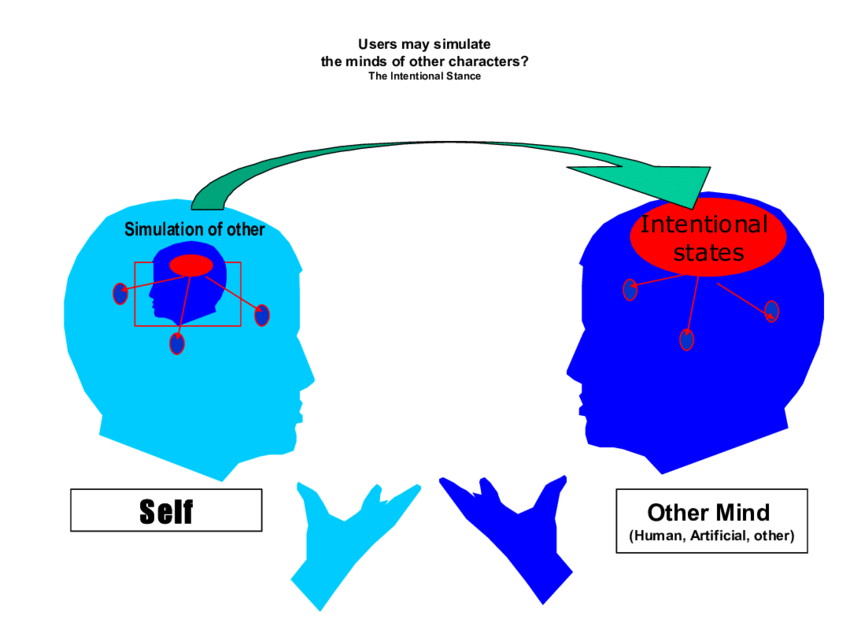 Users may simulate
the minds of other characters?
The Intentional Stance
Simulation of other
Intentional
states
Self
Other Mind
(Human, Artificial, other)